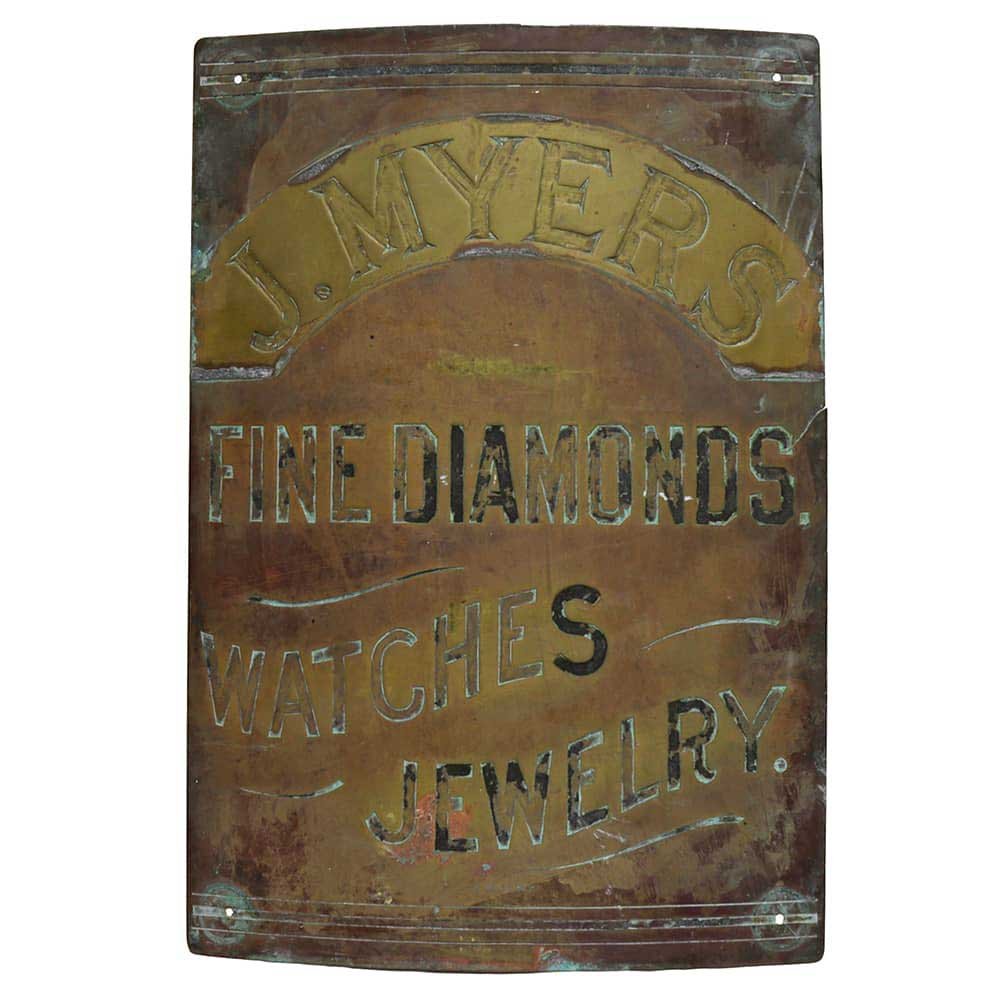 J. MYERS
FINE DIAMONDS.
WATCHES
JEWELRY.